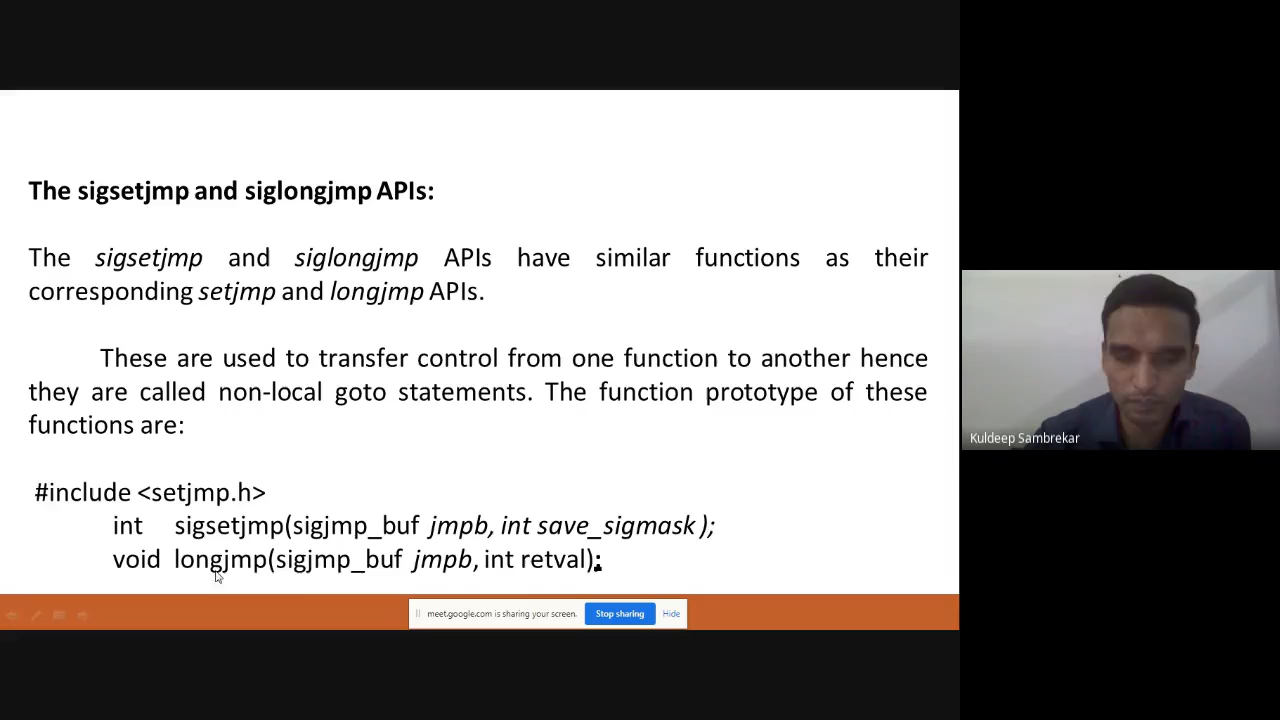 The sigsetjmp and siglongjmp APIs:
The sigsetjmp and siglongjmp APIs have similar functions as their
corresponding setjmp and longjmp APIs.
These are used to transfer control from one function to another hence
they are called non-local goto statements. The function prototype of these
functions are:
#include <setjmp.h>
int sigsetjmp(sigjmp_buf jmpb, int save_sigmask );
void longjmp(sigjmp_buf jmpb, int retval);
meet.google.com is sharing your screen. Stop sharing Hide
Kuldeep Sambrekar